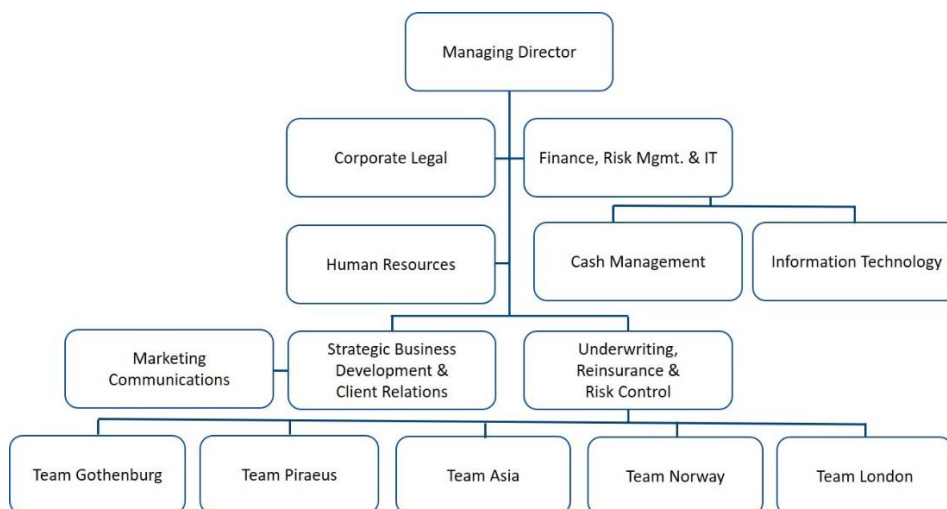 Managing Director
Corporate Legal
Finance, Risk Mgmt. & IT
Human Resources
Cash Management
Information Technology
Marketing
Communications
Strategic Business
Development &
Client Relations
Underwriting,
Reinsurance &
Risk Control
Team Gothenburg
Team Piraeus
Team Asia
Team Norway
Team London